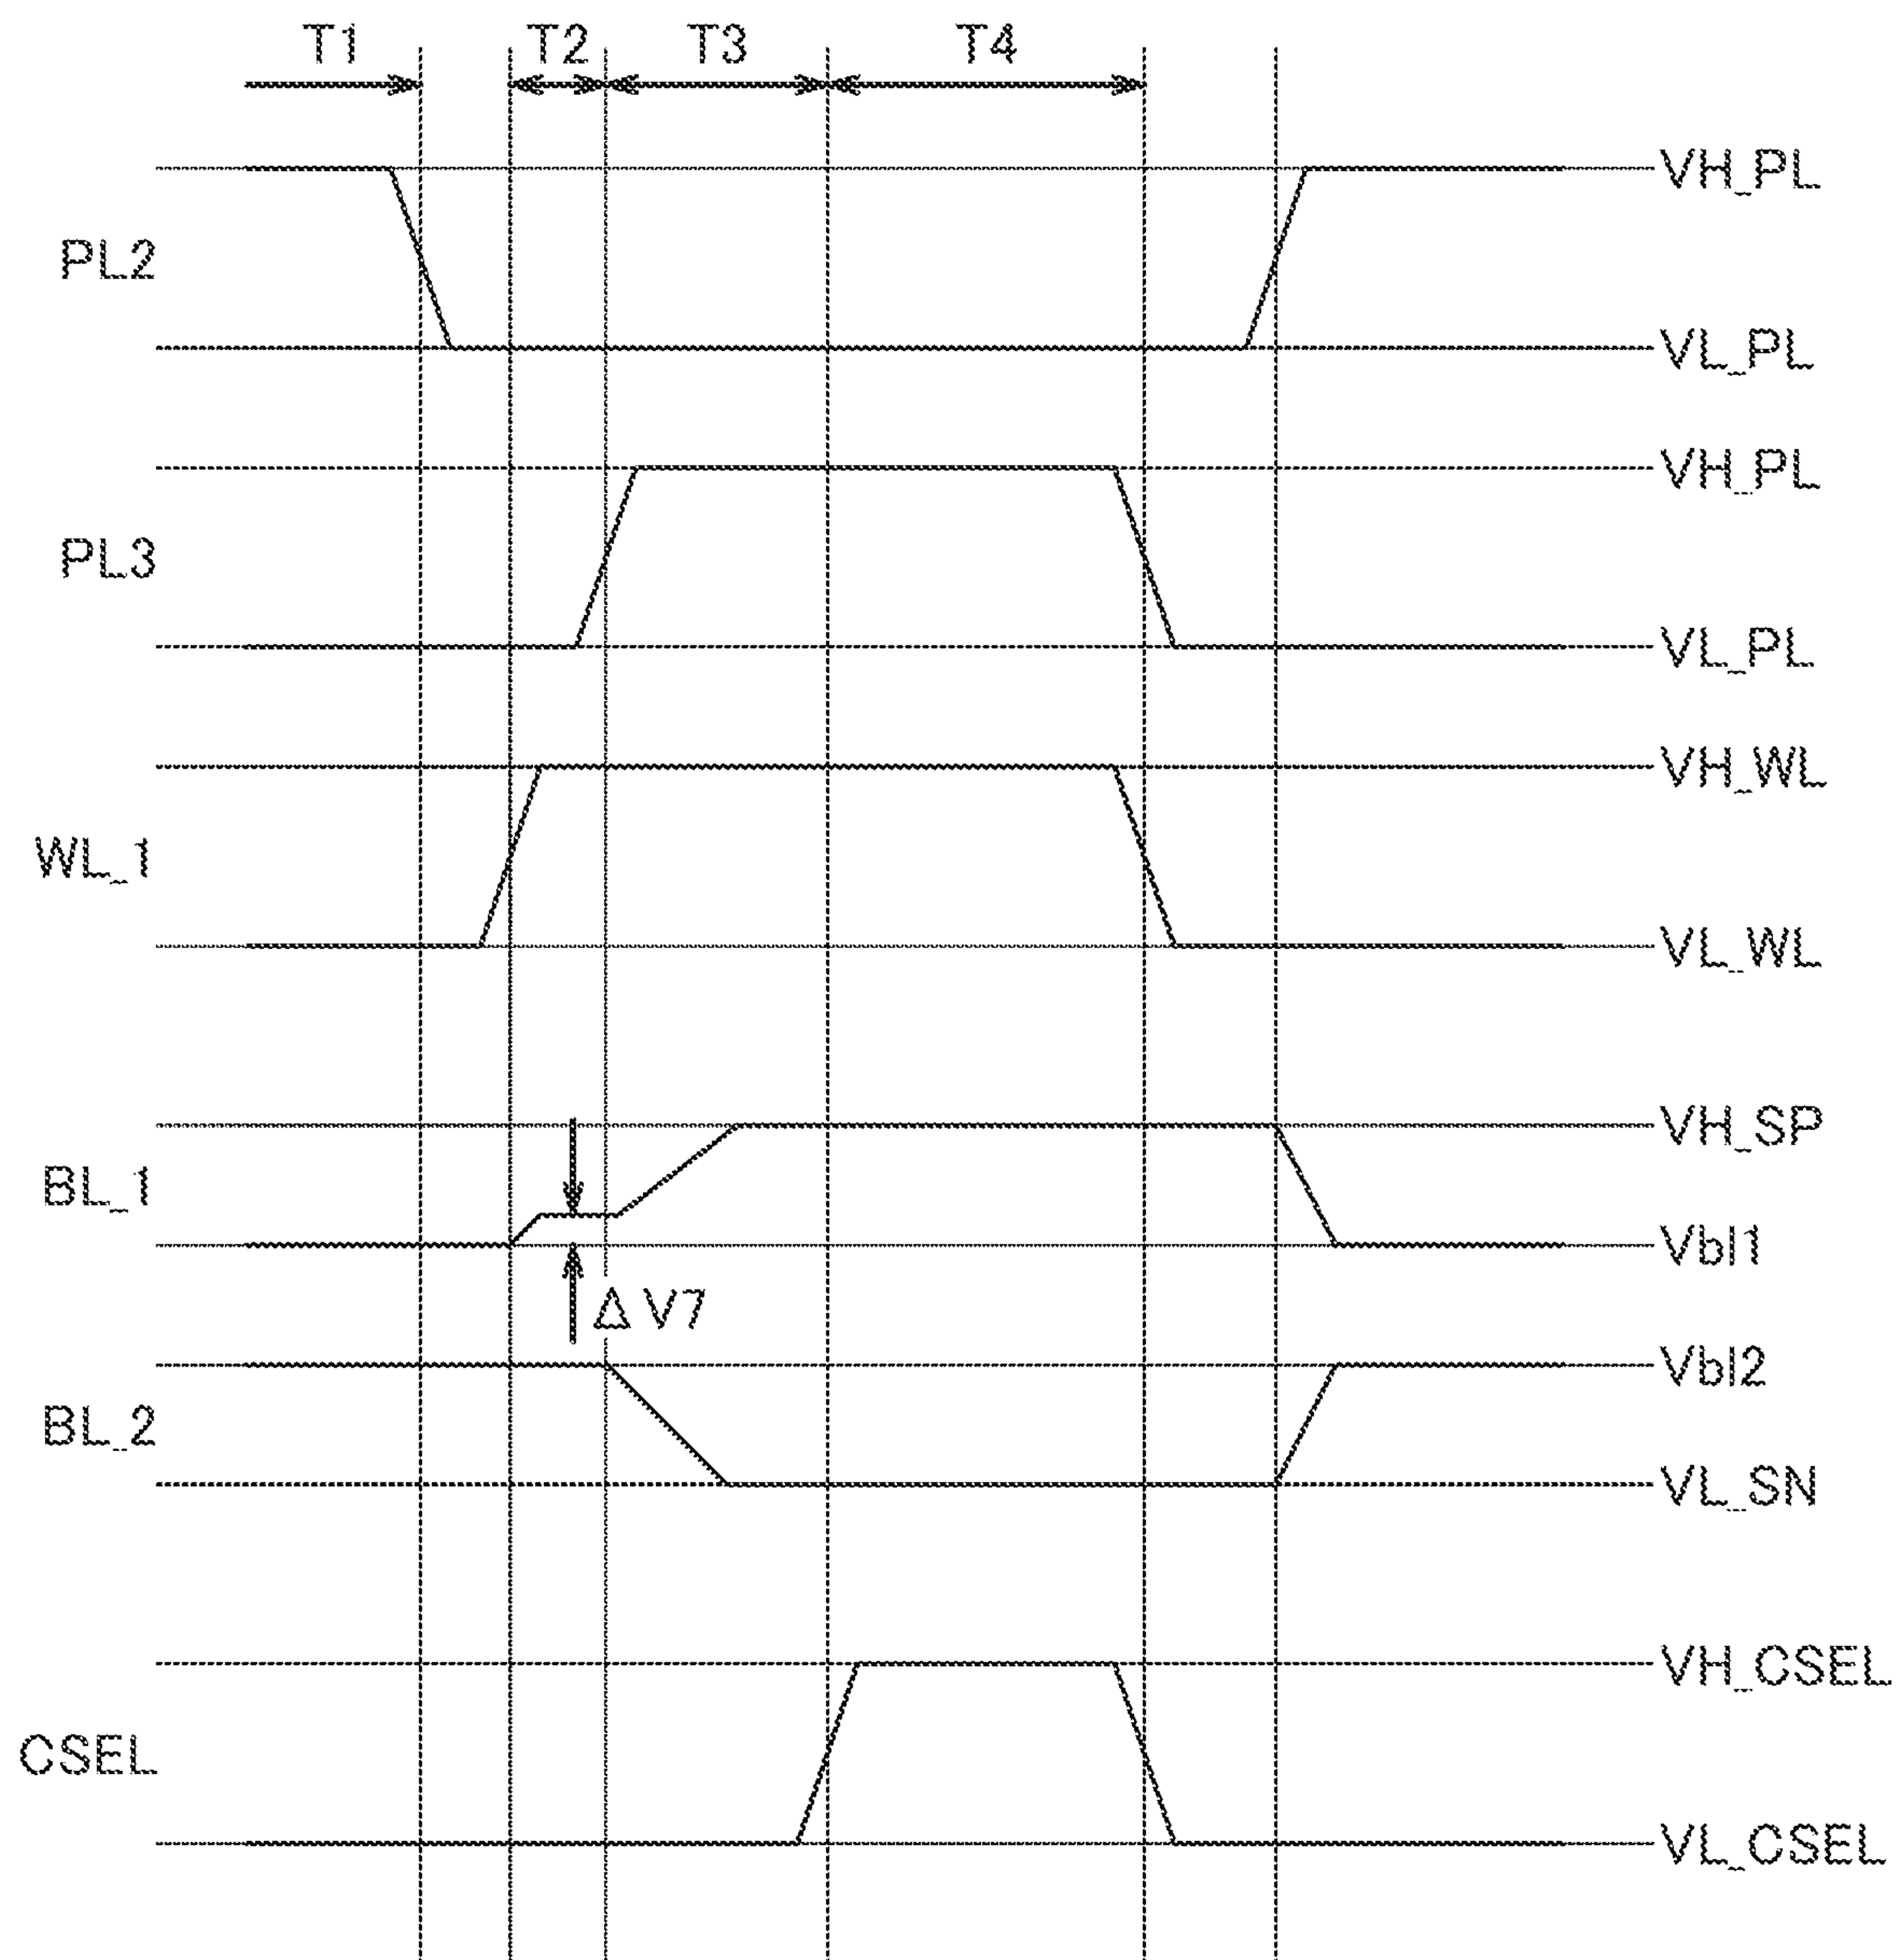 T1 T2 T3 T4
VH_PL
PL2
VL_PL
VH_PL
PL3
VL_PL
VH_WL
WL_1
VL_WL
VH_SP
BL_1
Vbl1
ΔV7
Vbl2
BL_2
VL_SN
VH_CSEL
CSEL
VL_CSEL